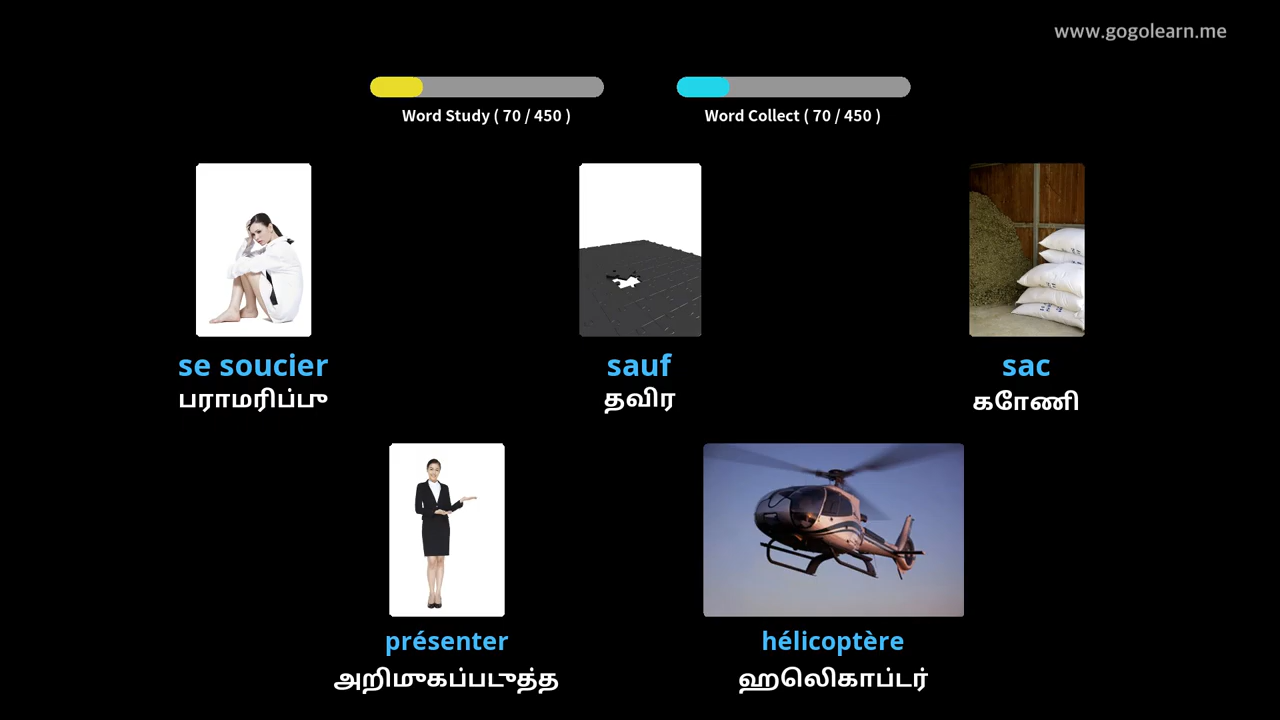 www.gogolearn.me
Word Study ( 70 / 450 )
Word Collect ( 70 / 450 )
se soucier
பராமரிப்பு
sauf
தவிர
sac
கோணி
présenter
அறிமுகப்படுத்த
hélicoptère
ஹெலிகாப்டர்